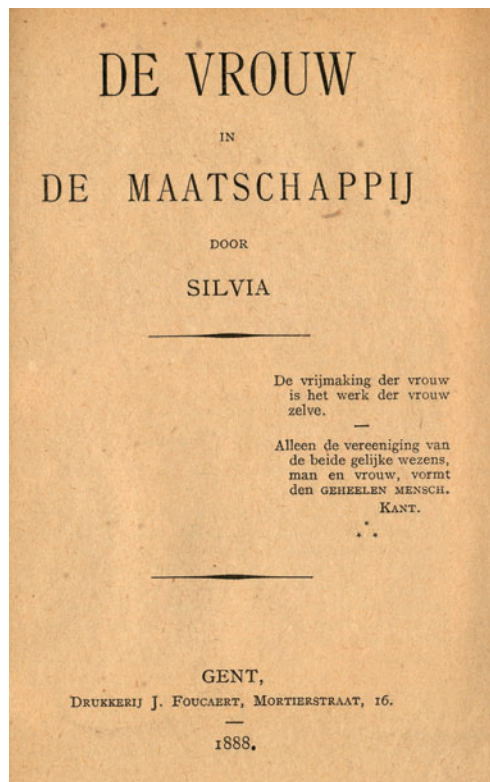 DE VROUW
IN
DE MAATSCHAPPIJ
DOOR
SILVIA
De vrijmaking der vrouw
is het werk der vrouw
zelve.
Alleen de vereeniging van
de beide gelijke wezens,
man en vrouw, vormt
den GEHEELEN MENSCH.
KANT.
GENT,
DRUKKERIJ J. FOUCAERT, MORTIERSTRAAT, 16.
1888.